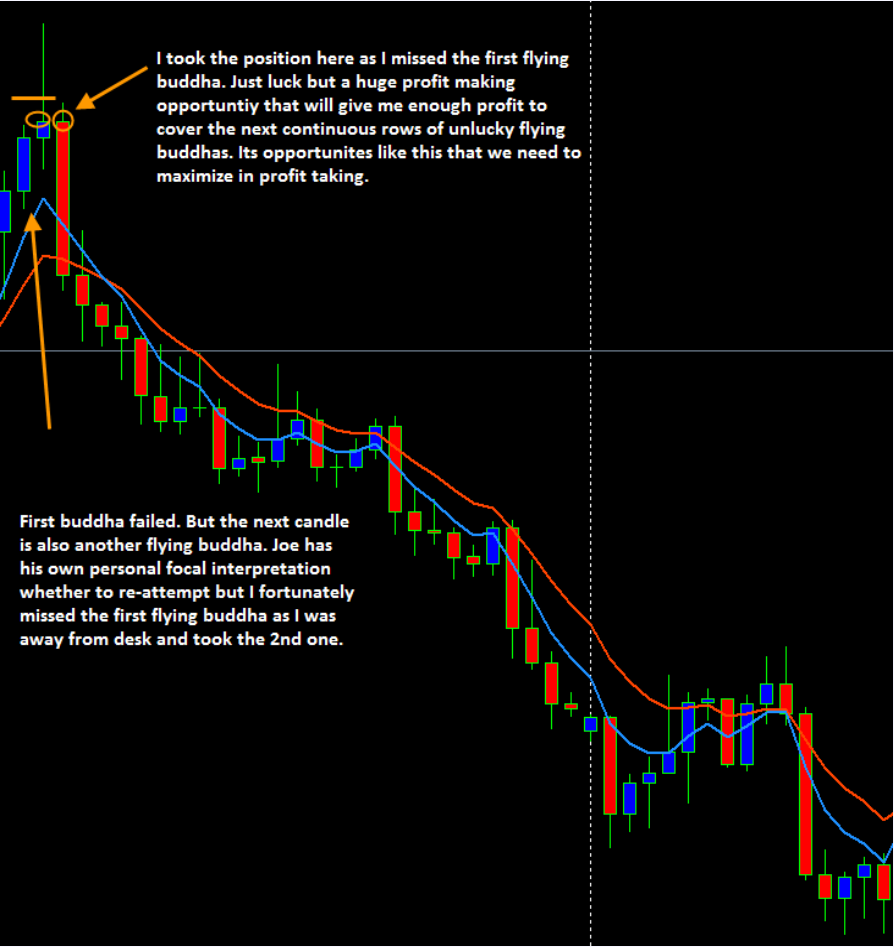 I took the position here as I missed the first flying
buddha. Just luck but a huge profit making
opportuntiy that will give me enough profit to
cover the next continuous rows of unlucky flying
buddhas. Its opportunites like this that we need to
maximize in profit taking.
First buddha failed. But the next candle
is also another flying buddha. Joe has
his own personal focal interpretation
whether to re-attempt but I fortunately
missed the first flying buddha as I was
away from desk and took the 2nd one.